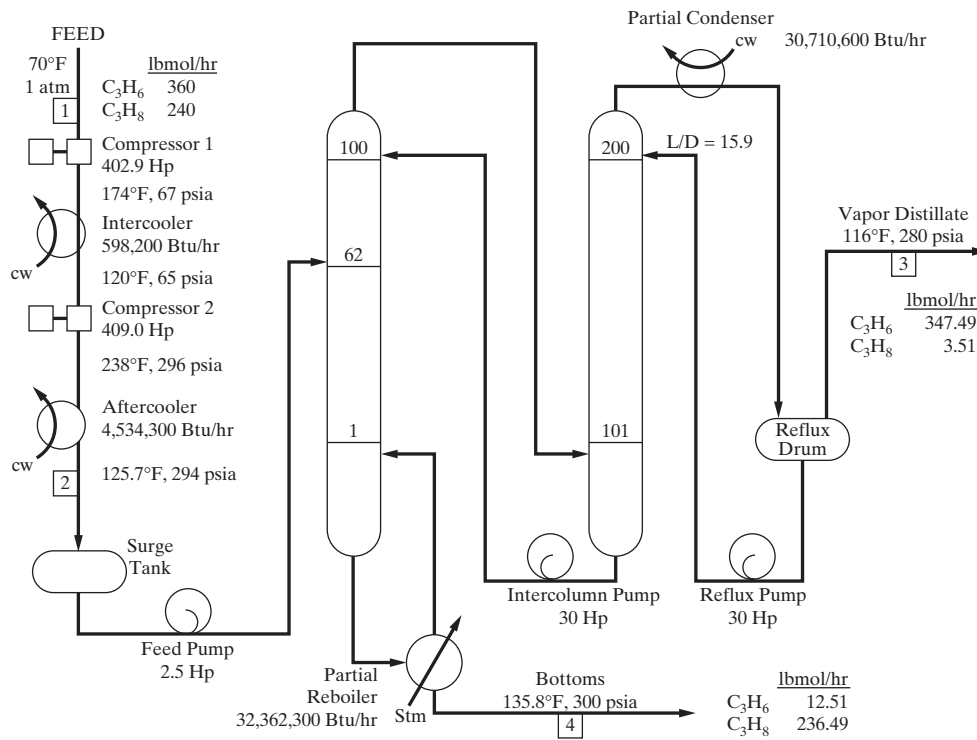 FEED
70°F
1 atm
lbmol/hr
C3H6 360
C3H8 240
1
Compressor 1
402.9 Hp
174°F, 67 psia
Intercooler
598,200 Btu/hr
cw
120°F, 65 psia
Compressor 2
409.0 Hp
238°F, 296 psia
Aftercooler
4,534,300 Btu/hr
cw
125.7°F, 294 psia
2
Surge
Tank
Feed Pump
2.5 Hp
100
62
1
Partial
Reboiler
32,362,300 Btu/hr
Stm
Bottoms
135.8°F, 300 psia
4
lbmol/hr
C3H6 12.51
C3H8 236.49
Intercolumn Pump
30 Hp
200
101
Partial Condenser
cw
30,710,600 Btu/hr
L/D = 15.9
Reflux
Drum
Reflux Pump
30 Hp
Vapor Distillate
116°F, 280 psia
3
lbmol/hr
C3H6 347.49
C3H8 3.51